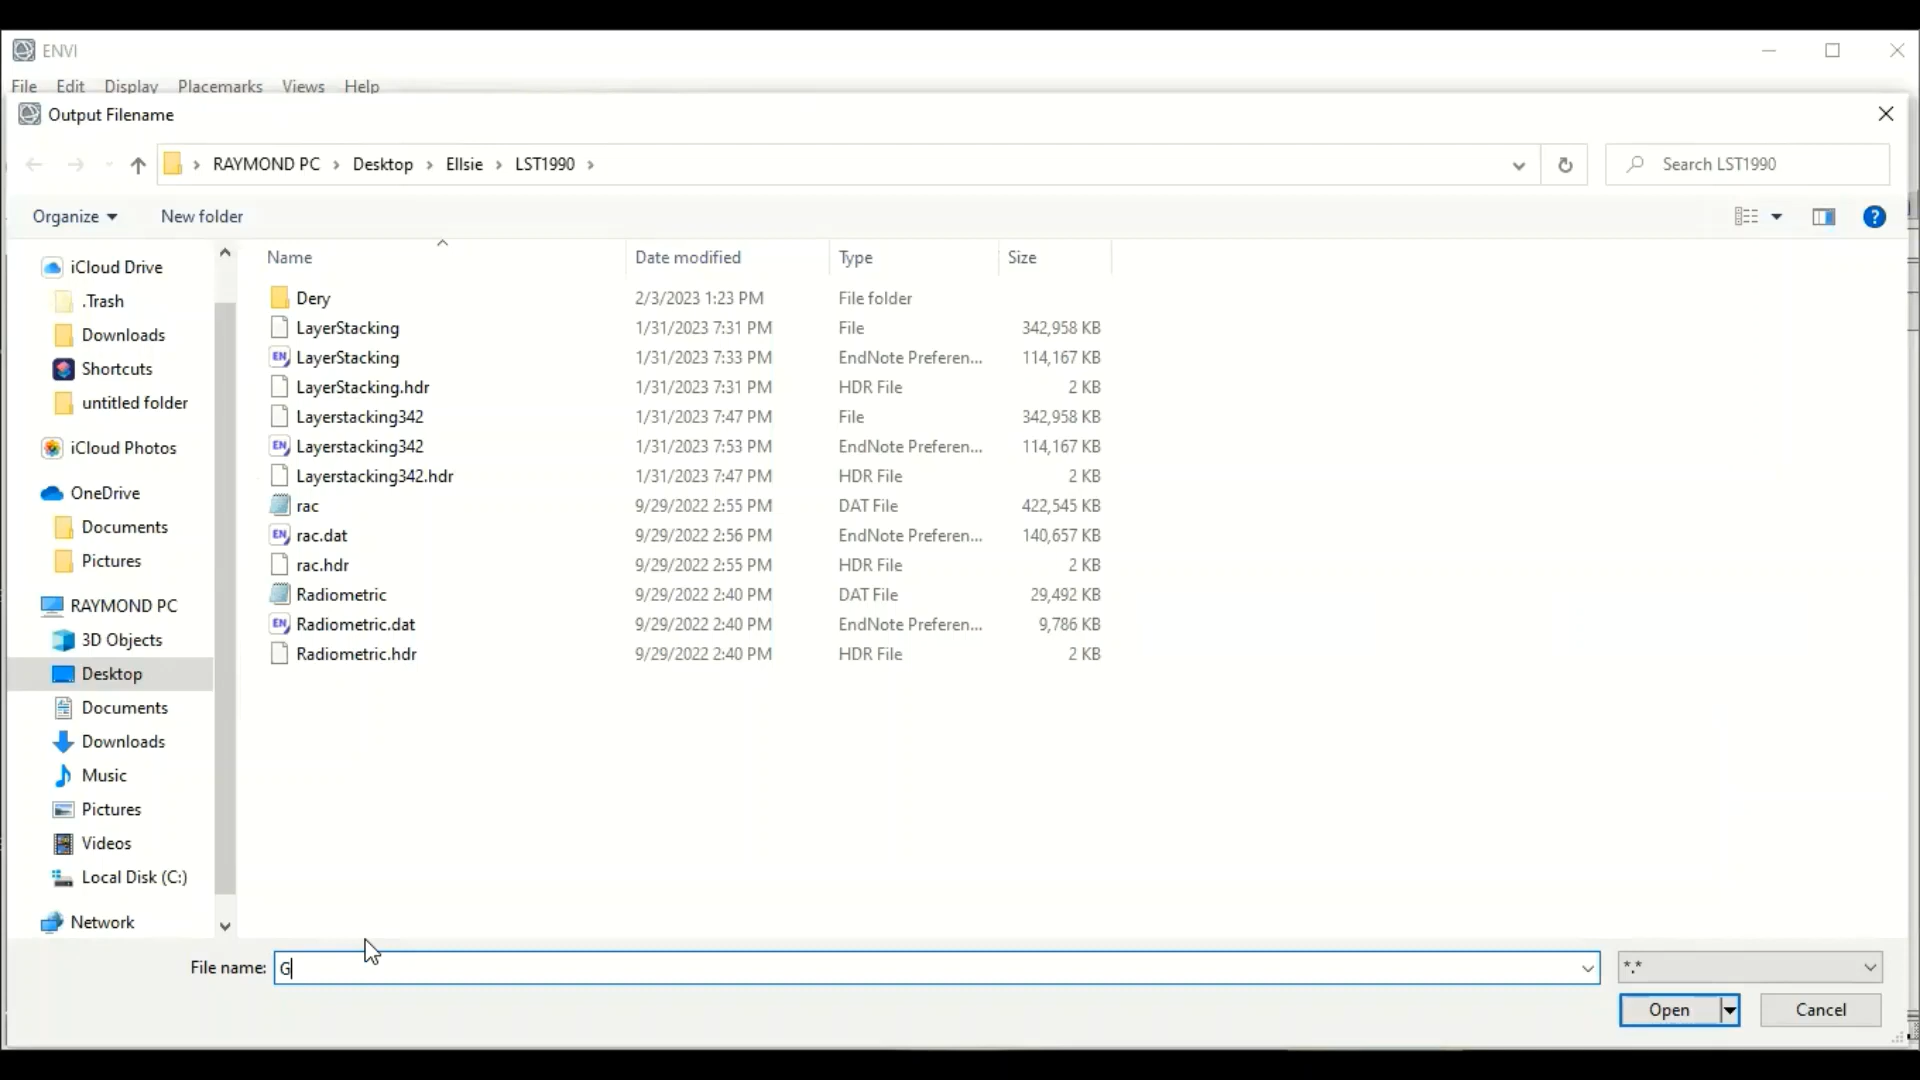 ENVI
File Edit Display Placemarks Views Help
Output Filename
RAYMOND PC Desktop Ellsie LST1990
Search LST1990
Organize New folder
iCloud Drive
.Trash
Downloads
Shortcuts
untitled folder
iCloud Photos
OneDrive
Documents
Pictures
RAYMOND PC
3D Objects
Desktop
Documents
Downloads
Music
Pictures
Videos
Local Disk (C:)
Network
Name Date modified Type Size
Dery 2/3/2023 1:23 PM File folder
LayerStacking 1/31/2023 7:31 PM File 342,958 KB
LayerStacking 1/31/2023 7:33 PM EndNote Preferen... 114,167 KB
LayerStacking.hdr 1/31/2023 7:31 PM HDR File 2 KB
Layerstacking342 1/31/2023 7:47 PM File 342,958 KB
Layerstacking342 1/31/2023 7:53 PM EndNote Preferen... 114,167 KB
Layerstacking342.hdr 1/31/2023 7:47 PM HDR File 2 KB
rac 9/29/2022 2:55 PM DAT File 422,545 KB
rac.dat 9/29/2022 2:56 PM EndNote Preferen... 140,657 KB
rac.hdr 9/29/2022 2:55 PM HDR File 2 KB
Radiometric 9/29/2022 2:40 PM DAT File 29,492 KB
Radiometric.dat 9/29/2022 2:40 PM EndNote Preferen... 9,786 KB
Radiometric.hdr 9/29/2022 2:40 PM HDR File 2 KB
File name: G
*.*
Open Cancel